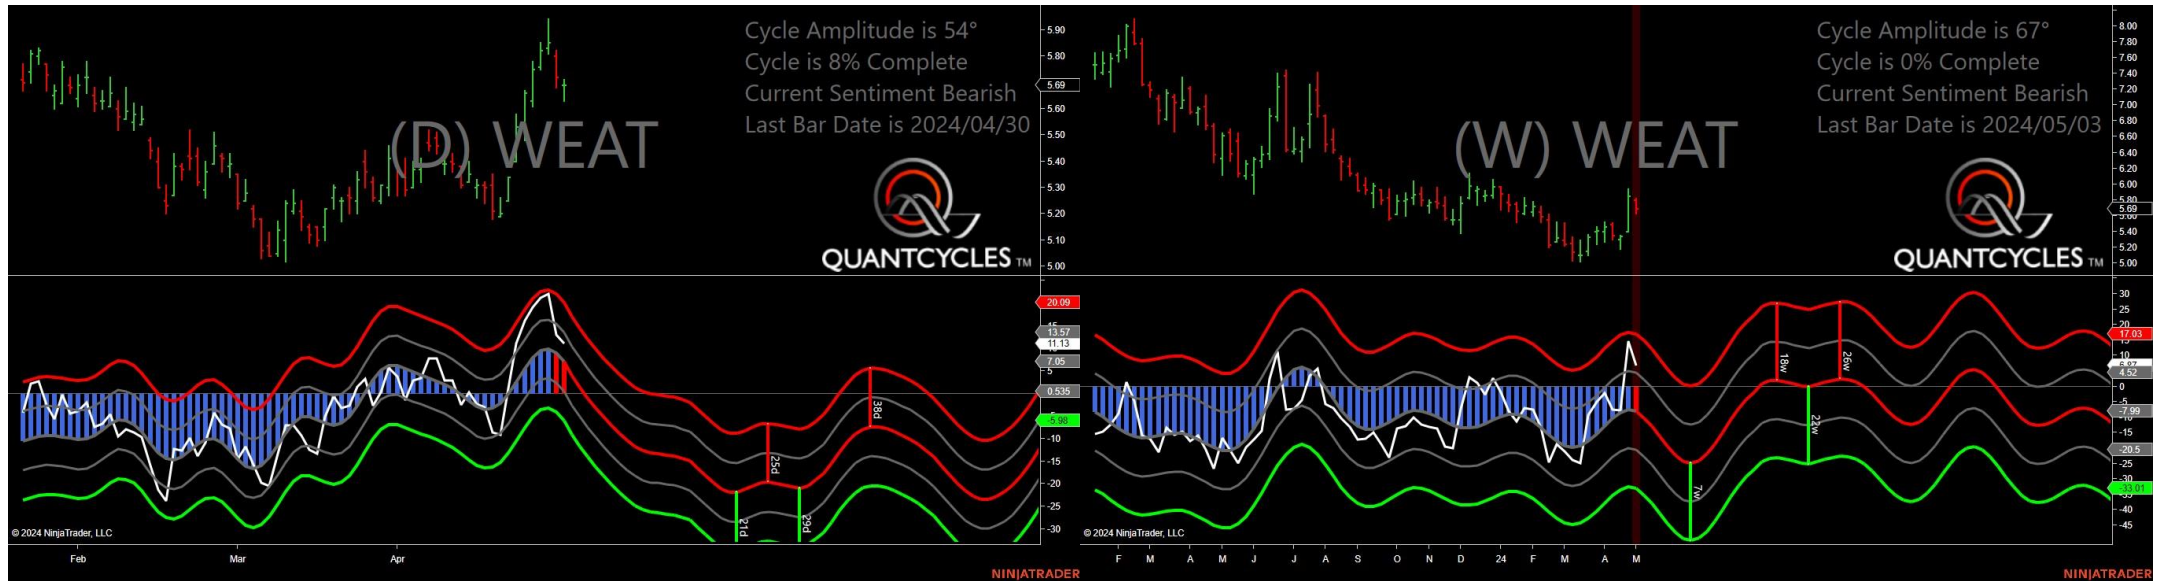 Cycle Amplitude is 54°
Cycle is 8% Complete
Current Sentiment Bearish
Last Bar Date is 2024/04/30
(D) WEAT
QUANTCYCLES TM
5.90
5.80
5.69
5.60
5.50
5.40
5.30
5.20
5.10
5.00
20.09
13.57
11.13
7.05
5
0.535
-5.98
-10
-15
-20
-25
-30
21d
25d
29d
38d
© 2024 NinjaTrader, LLC
Feb Mar Apr
NINJATRADER
Cycle Amplitude is 67°
Cycle is 0% Complete
Current Sentiment Bearish
Last Bar Date is 2024/05/03
(W) WEAT
QUANTCYCLES TM
8.00
7.80
7.60
7.40
7.20
7.00
6.80
6.60
6.40
6.20
6.00
5.69
5.60
5.40
5.20
5.00
30
25
20
17.03
15
10
4.52
0
-5
-7.99
-10
-15
-20.5
-25
-30
-33.01
-35
-40
-45
7w
18w
22w
26w
© 2024 NinjaTrader, LLC
F M A M J J A S O N D 24 F M A M
NINJATRADER